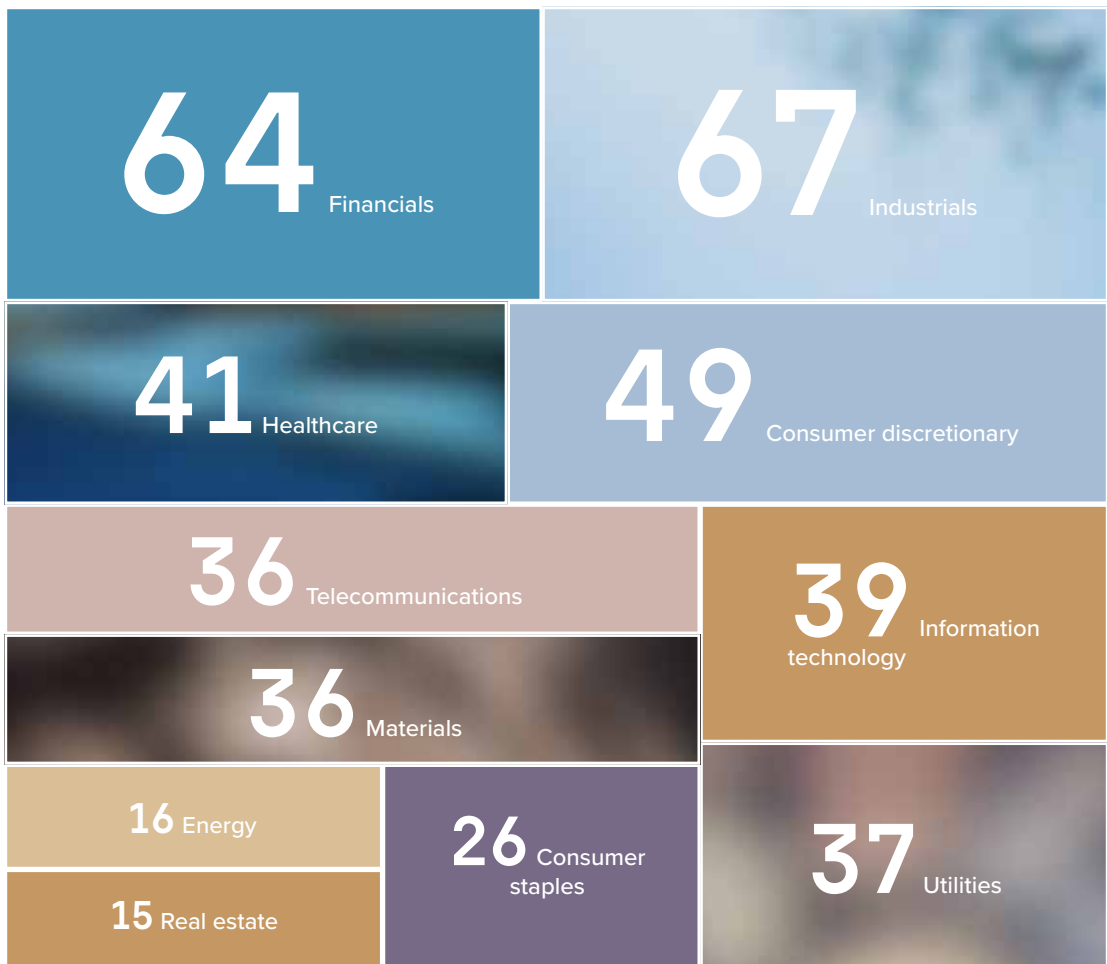 64 Financials
67 Industrials
41 Healthcare
49 Consumer discretionary
36 Telecommunications
39 Information
technology
36 Materials
16 Energy
26 Consumer
staples
37 Utilities
15 Real estate